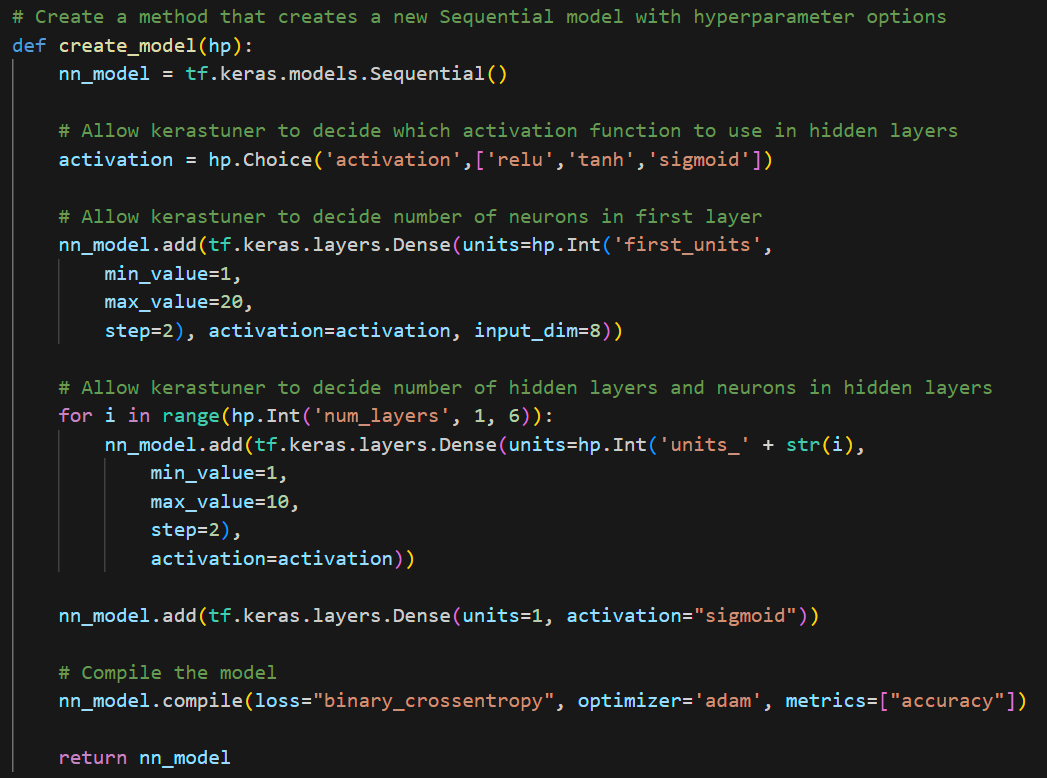 # Create a method that creates a new Sequential model with hyperparameter options
def create_model(hp):
    nn_model = tf.keras.models.Sequential()

    # Allow kerastuner to decide which activation function to use in hidden layers
    activation = hp.Choice('activation',['relu','tanh','sigmoid'])

    # Allow kerastuner to decide number of neurons in first layer
    nn_model.add(tf.keras.layers.Dense(units=hp.Int('first_units',
        min_value=1,
        max_value=20,
        step=2), activation=activation, input_dim=8))

    # Allow kerastuner to decide number of hidden layers and neurons in hidden layers
    for i in range(hp.Int('num_layers', 1, 6)):
        nn_model.add(tf.keras.layers.Dense(units=hp.Int('units_' + str(i),
            min_value=1,
            max_value=10,
            step=2),
            activation=activation))

    nn_model.add(tf.keras.layers.Dense(units=1, activation="sigmoid"))

    # Compile the model
    nn_model.compile(loss="binary_crossentropy", optimizer='adam', metrics=["accuracy"])

    return nn_model